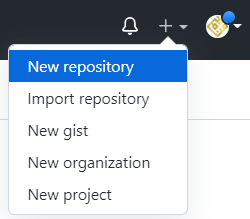 New repository
Import repository
New gist
New organization
New project